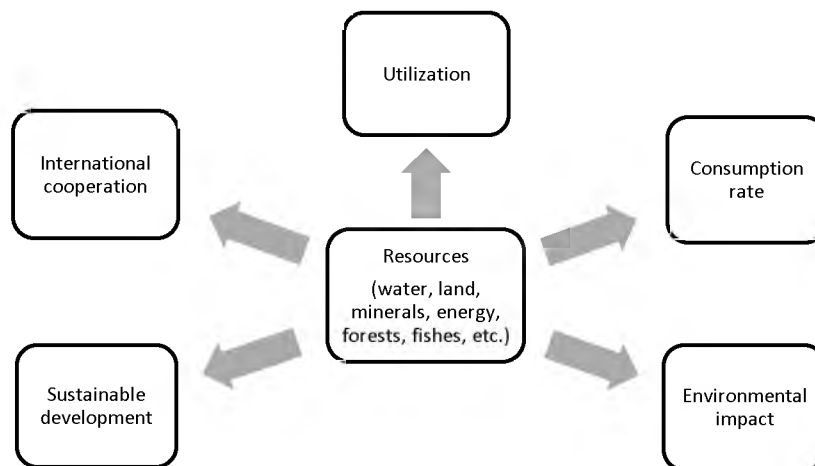 Utilization
International
cooperation
Consumption
rate
Resources
(water, land,
minerals, energy,
forests, fishes, etc.)
Sustainable
development
Environmental
impact